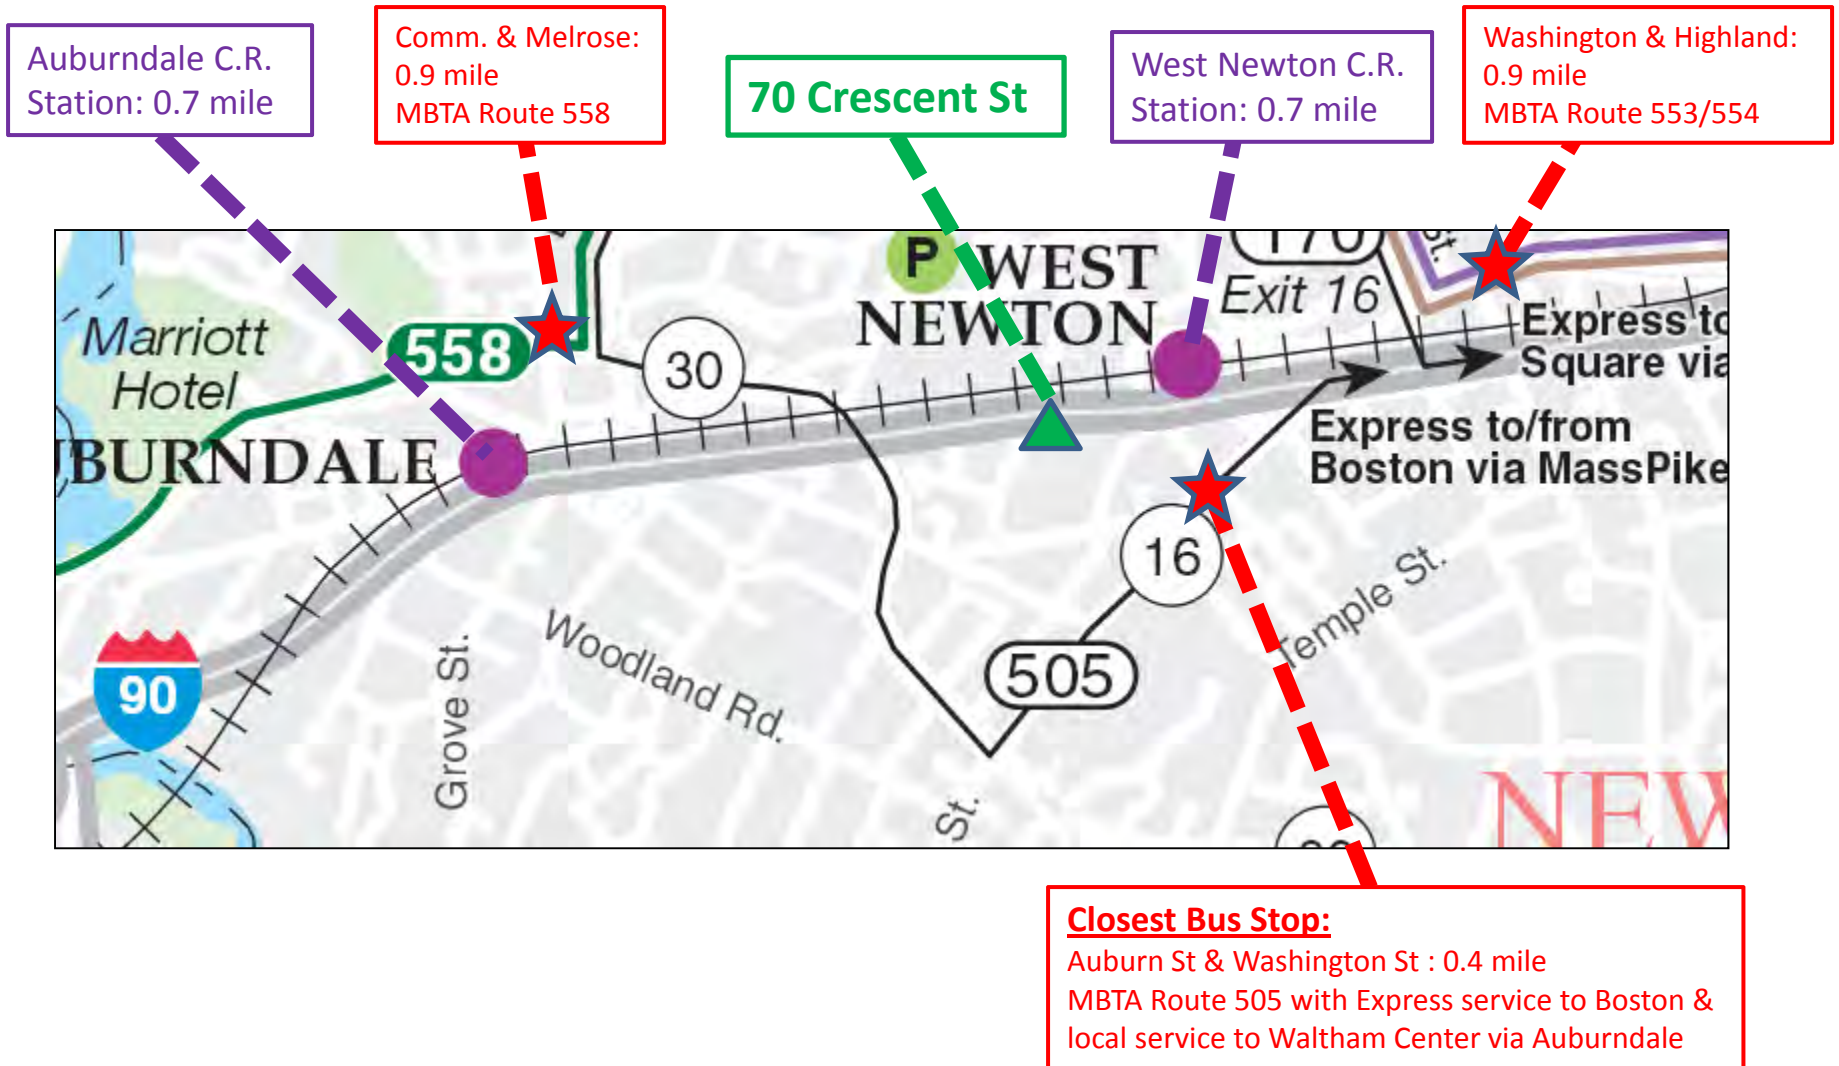 Auburndale C.R.
Station: 0.7 mile
Comm. & Melrose:
0.9 mile
MBTA Route 558
70 Crescent St
West Newton C.R.
Station: 0.7 mile
Washington & Highland:
0.9 mile
MBTA Route 553/554
P
WEST
NEWTON
170
St.
Exit 16
Marriott
Hotel
558
30
Express to
Square via
UBURNDALE
Express to/from
Boston via MassPike
16
Temple St.
505
Woodland Rd.
Grove St.
90
St.
NEW
Closest Bus Stop:
Auburn St & Washington St : 0.4 mile
MBTA Route 505 with Express service to Boston &
local service to Waltham Center via Auburndale